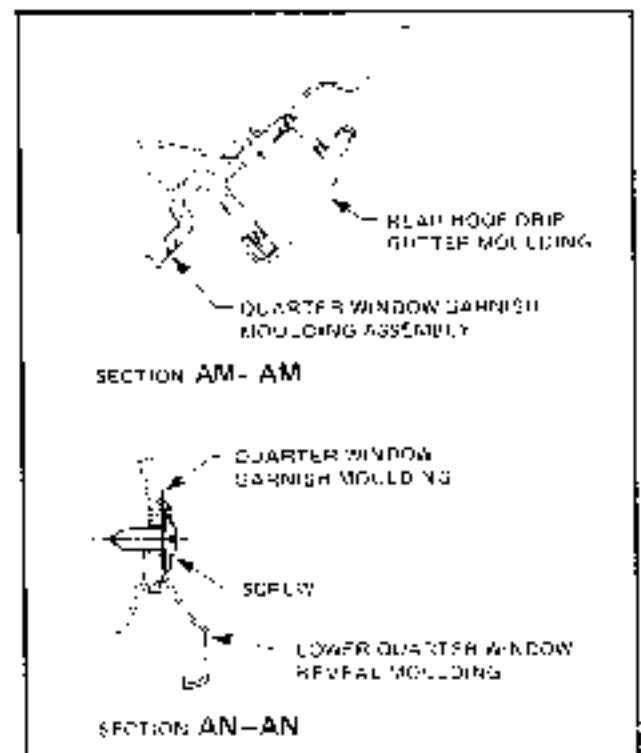 REAR ROOF DRIP
GUTTER MOULDING
QUARTER WINDOW GARNISH
MOULDING ASSEMBLY
SECTION AM-AM
QUARTER WINDOW
GARNISH MOULDING
SCREW
LOWER QUARTER WINDOW
REVEAL MOULDING
SECTION AN-AN